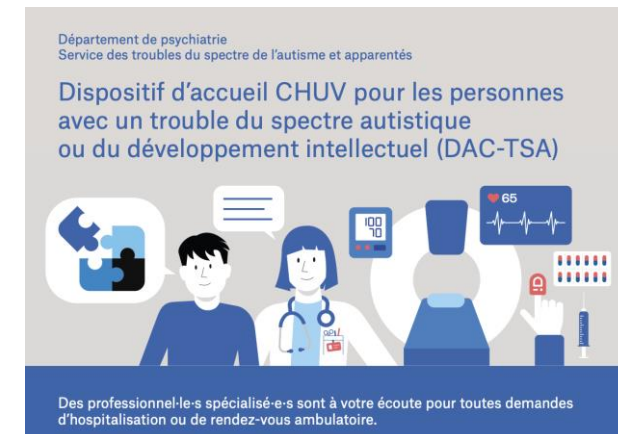 Département de psychiatrie
Service des troubles du spectre de l'autisme et apparentés
Dispositif d'accueil CHUV pour les personnes
avec un trouble du spectre autistique
ou du développement intellectuel (DAC-TSA)
65
100
70
Des professionnel·le·s spécialisé·e·s sont à votre écoute pour toutes demandes
d'hospitalisation ou de rendez-vous ambulatoire.